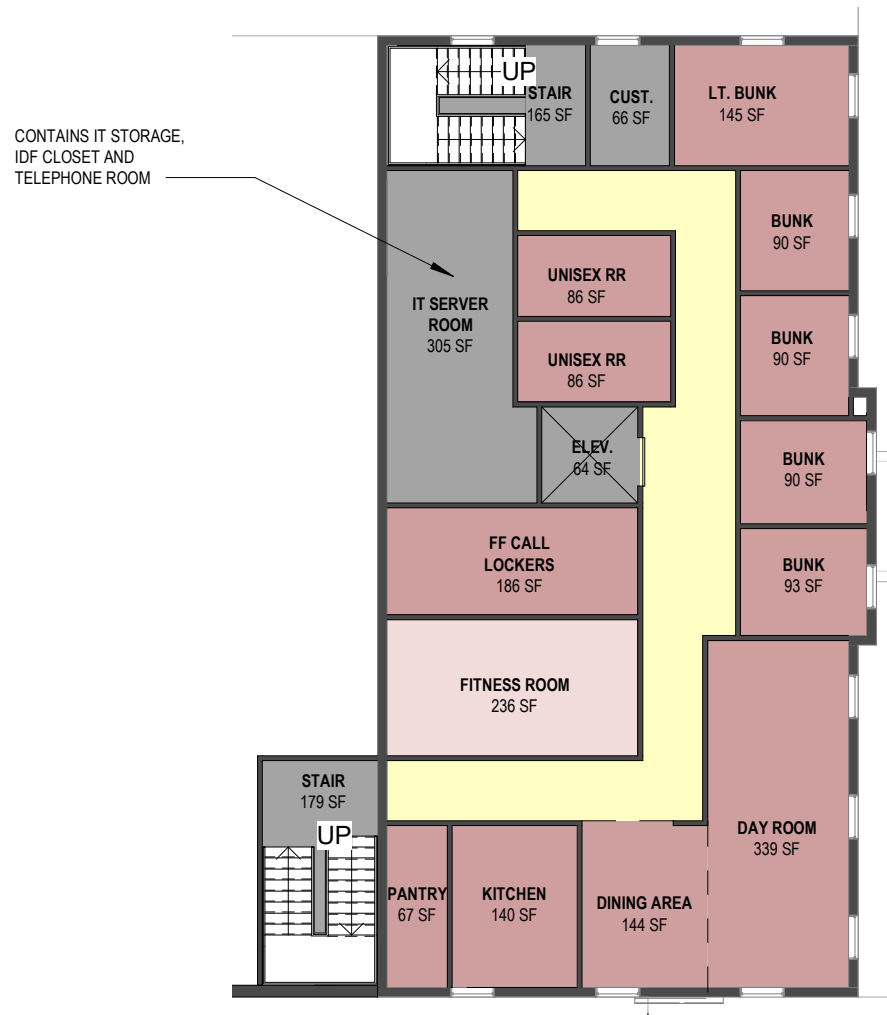 UP
STAIR
165 SF
CUST.
66 SF
LT. BUNK
145 SF
CONTAINS IT STORAGE,
IDF CLOSET AND
TELEPHONE ROOM
BUNK
90 SF
UNISEX RR
86 SF
IT SERVER
ROOM
305 SF
BUNK
90 SF
UNISEX RR
86 SF
ELEV.
64 SF
BUNK
90 SF
FF CALL
LOCKERS
186 SF
BUNK
93 SF
FITNESS ROOM
236 SF
STAIR
179 SF
UP
DAY ROOM
339 SF
PANTRY
67 SF
KITCHEN
140 SF
DINING AREA
144 SF